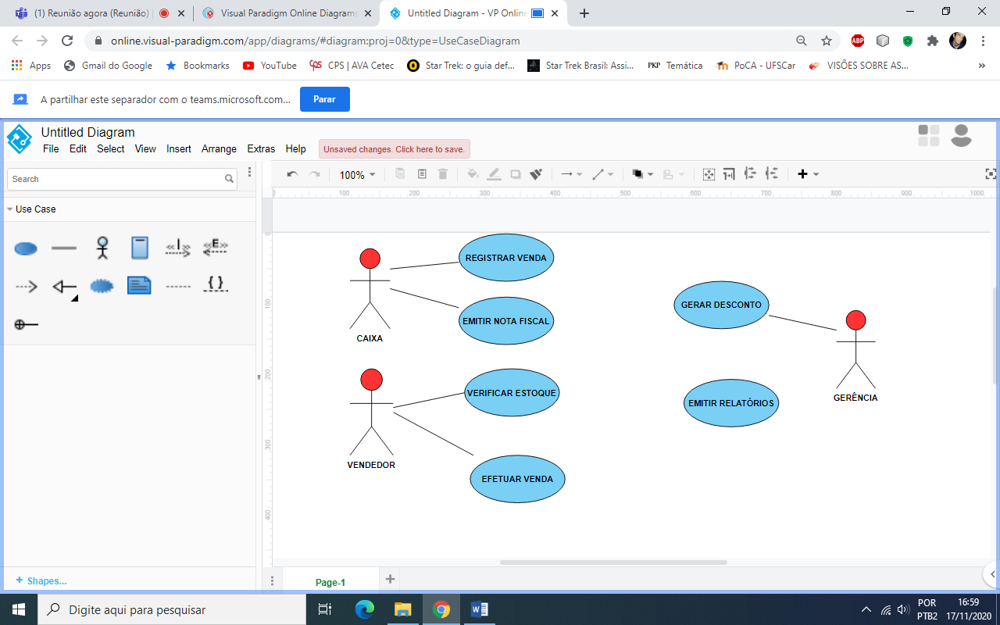 (1) Reunião agora (Reunião)
Visual Paradigm Online Diagrams
Untitled Diagram - VP Online
online.visual-paradigm.com/app/diagrams/#diagram:proj=0&type=UseCaseDiagram
ABP
Apps
Gmail do Google
Bookmarks
YouTube
CPS | AVA Cetec
Star Trek: o guia def...
Star Trek Brasil: Assi...
PKP Temática
PoCA - UFSCar
VISÕES SOBRE AS...
»
A partilhar este separador com o teams.microsoft.com...
Parar
Untitled Diagram
File Edit Select View Insert Arrange Extras Help
Unsaved changes. Click here to save.
Search
100%
0 100 200 300 400 500 600 700 800 900 1000
Use Case
<<I>>
<<E>>
{ }
0
100
200
300
400
REGISTRAR VENDA
EMITIR NOTA FISCAL
CAIXA
VERIFICAR ESTOQUE
EFETUAR VENDA
VENDEDOR
GERAR DESCONTO
EMITIR RELATÓRIOS
GERÊNCIA
+ Shapes...
Page-1
Digite aqui para pesquisar
POR
PTB2
16:59
17/11/2020